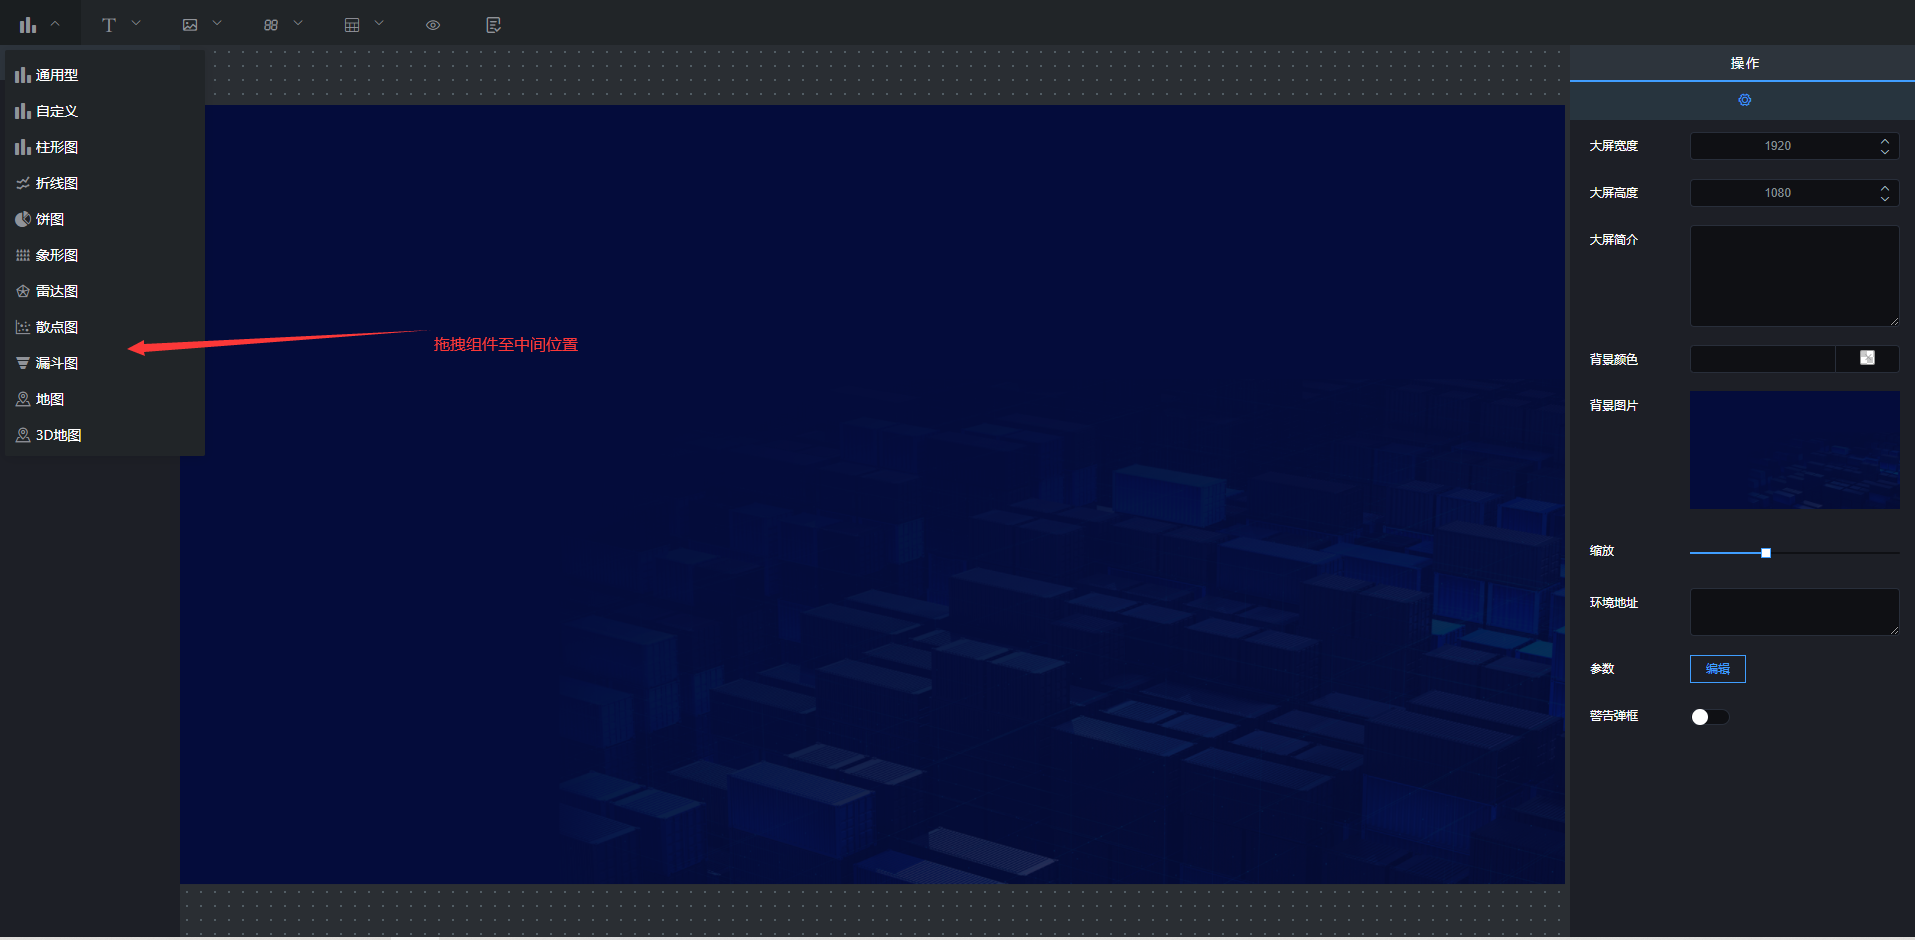 T
88
通用型
自定义
柱形图
折线图
饼图
象形图
雷达图
散点图
漏斗图
地图
3D地图
拖拽组件至中间位置
操作
大屏宽度
1920
大屏高度
1080
大屏简介
背景颜色
背景图片
缩放
环境地址
参数
编辑
警告弹框